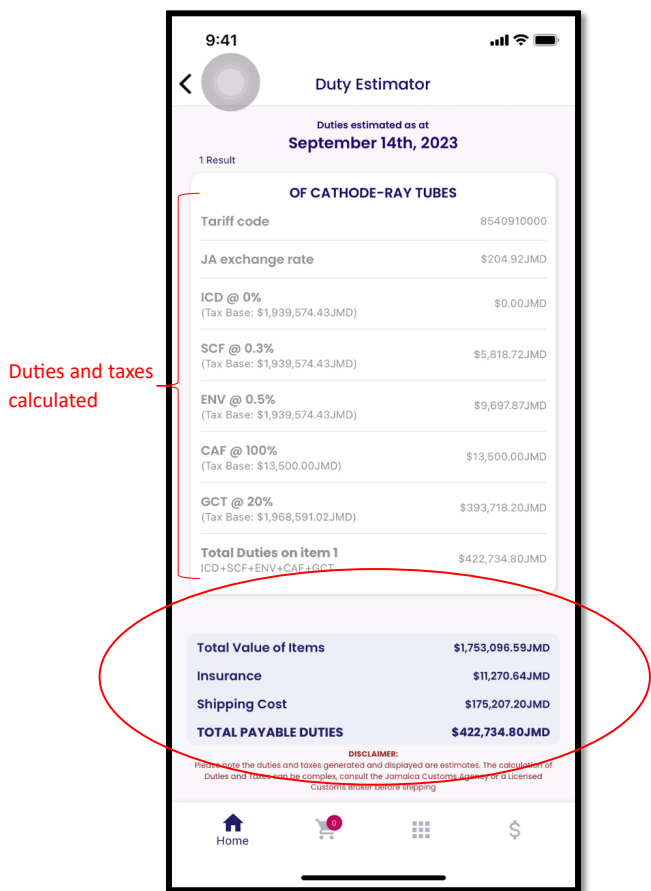 9:41
Duty Estimator
Duties estimated as at
September 14th, 2023
1 Result
OF CATHODE-RAY TUBES
Tariff code 8540910000
JA exchange rate $204.92JMD
ICD @ 0%
(Tax Base: $1,939,574.43JMD) $0.00JMD
SCF @ 0.3%
(Tax Base: $1,939,574.43JMD) $5,818.72JMD
Duties and taxes
calculated
ENV @ 0.5%
(Tax Base: $1,939,574.43JMD) $9,697.87JMD
CAF @ 100%
(Tax Base: $13,500.00JMD) $13,500.00JMD
GCT @ 20%
(Tax Base: $1,968,591.02JMD) $393,718.20JMD
Total Duties on item 1
ICD+SCF+ENV+CAF+GCT $422,734.80JMD
Total Value of Items $1,753,096.59JMD
Insurance $11,270.64JMD
Shipping Cost $175,207.20JMD
TOTAL PAYABLE DUTIES $422,734.80JMD
DISCLAIMER:
Please note the duties and taxes generated and displayed are estimates. The calculation of
Duties and Taxes can be complex, consult the Jamaica Customs Agency or a Licensed
Customs Broker before shipping
0
Home